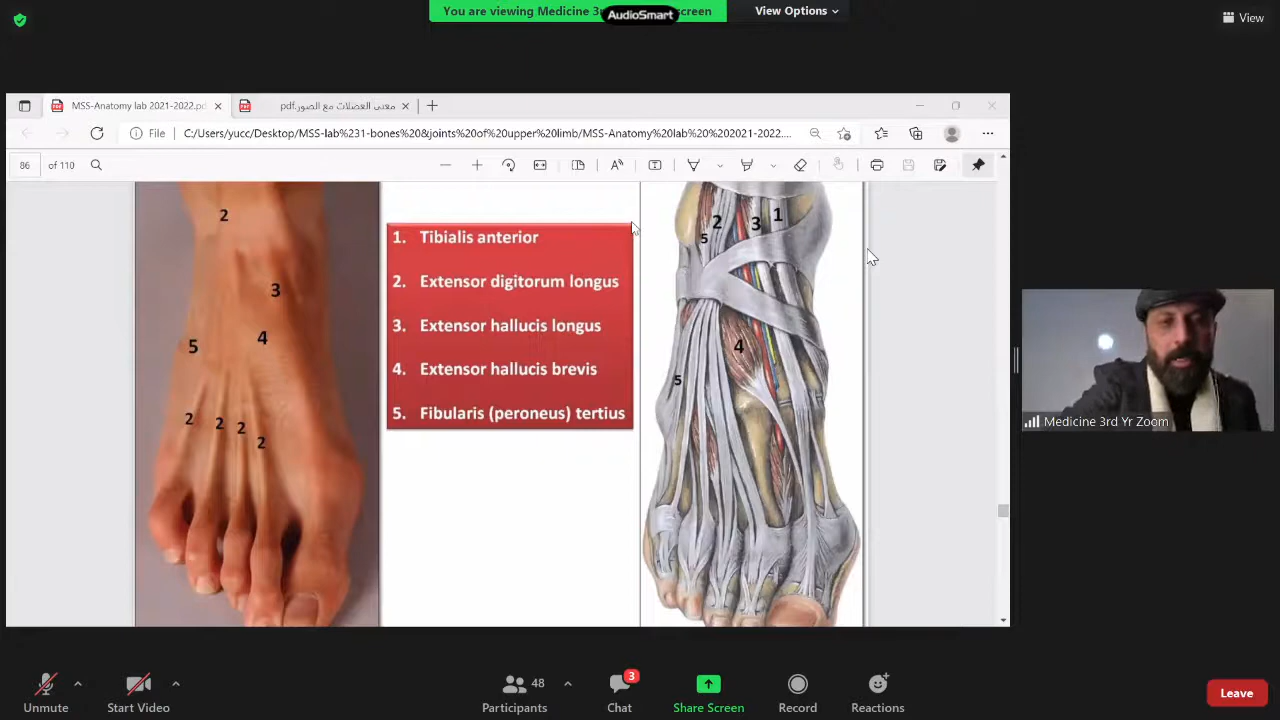 You are viewing Medicine 3r screen
AudioSmart
View Options
View
MSS-Anatomy lab 2021-2022.pd
معنى العضلات مع الصور.pdf
File
C:/Users/yucc/Desktop/MSS-lab%231-bones%20&joints%20of%20upper%20limb/MSS-Anatomy%20lab%20%202021-2022....
86
of 110
2
3
5
4
2 2 2 2
1. Tibialis anterior
2. Extensor digitorum longus
3. Extensor hallucis longus
4. Extensor hallucis brevis
5. Fibularis (peroneus) tertius
2 3 1
5
4
5
Medicine 3rd Yr Zoom
Unmute
Start Video
Participants
48
Chat
3
Share Screen
Record
Reactions
Leave